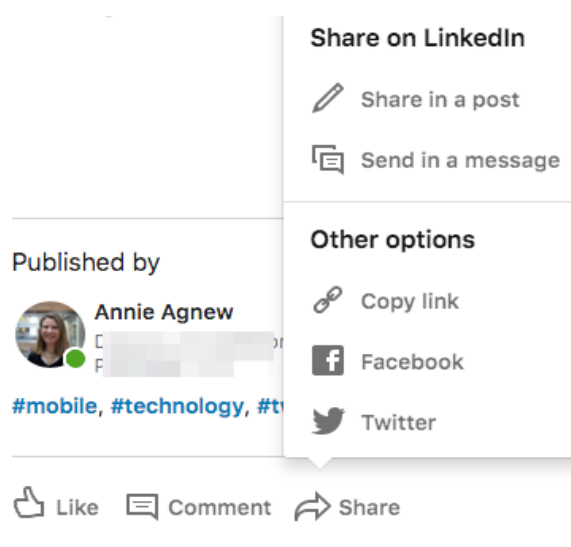 Share on LinkedIn
Share in a post
Send in a message
Other options
Copy link
Facebook
Twitter
Published by
Annie Agnew
#mobile, #technology,
Like Comment Share